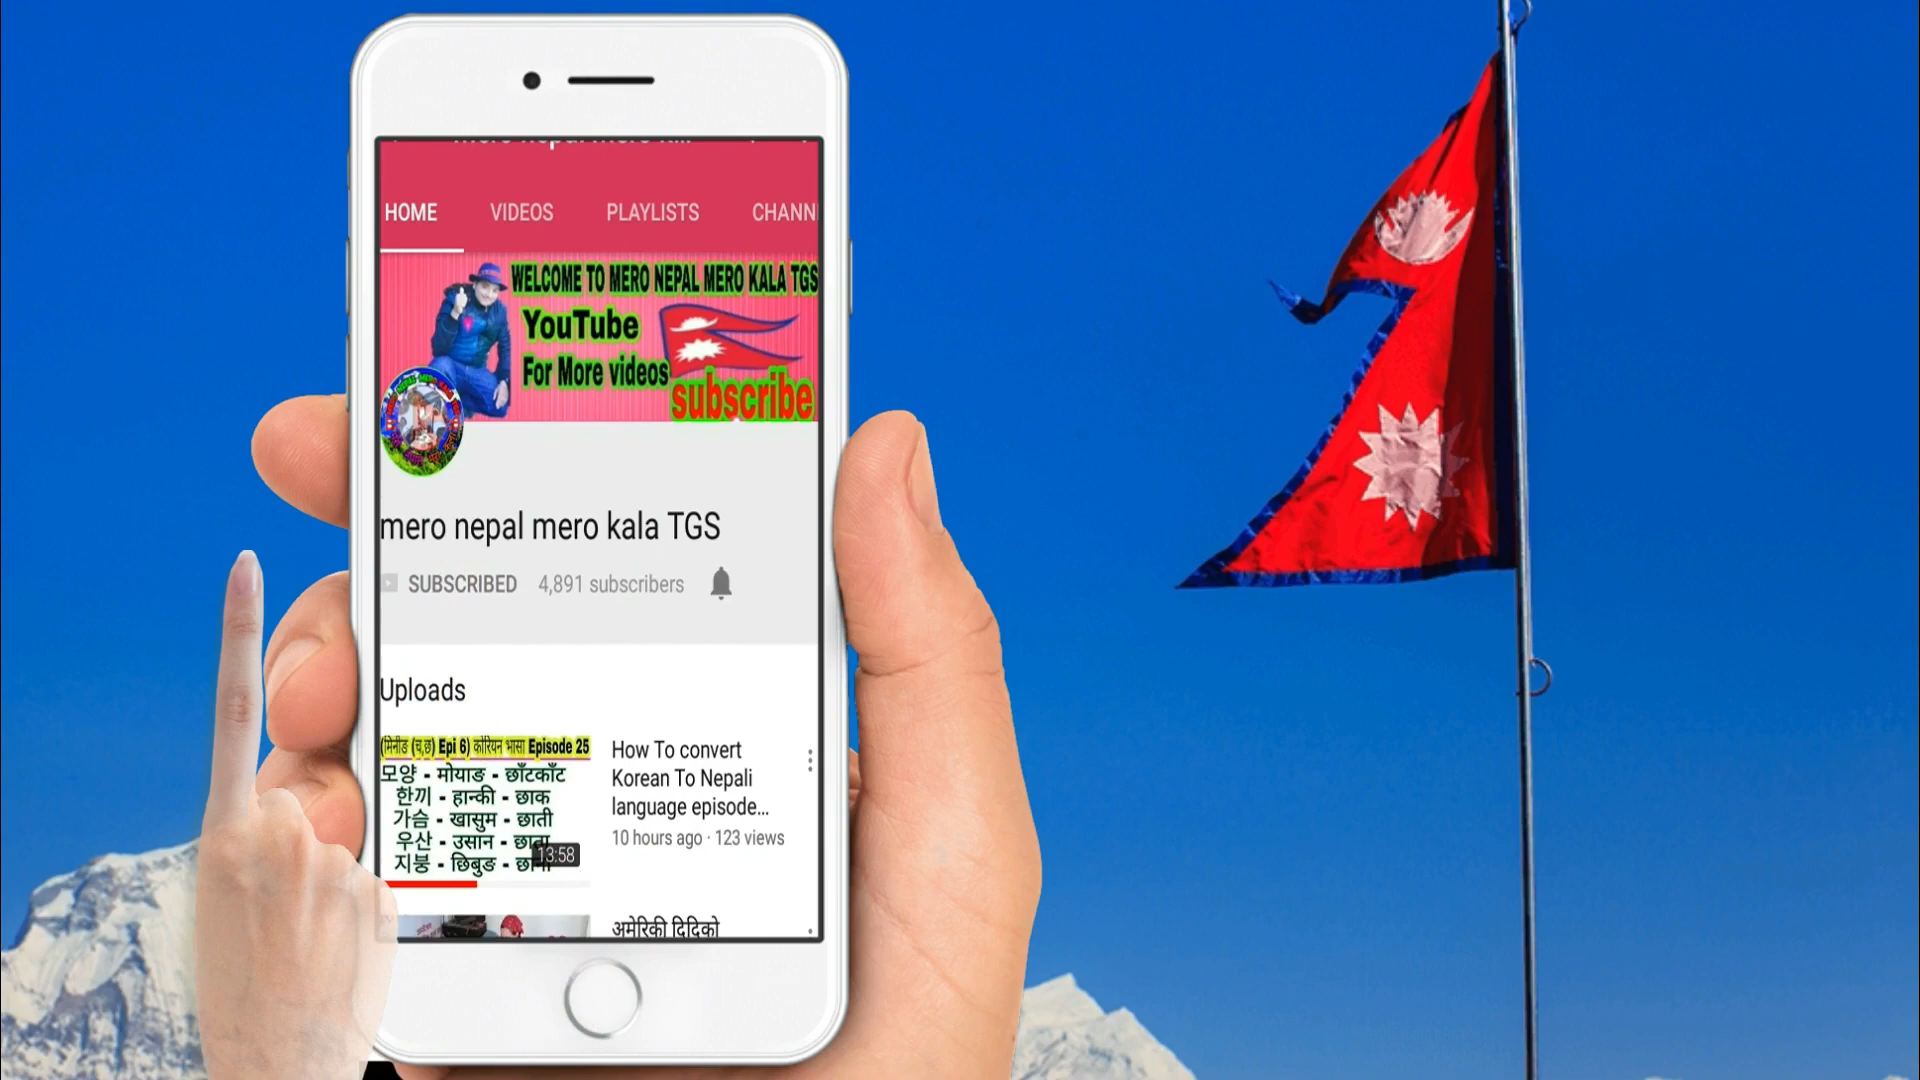 HOME VIDEOS PLAYLISTS CHANN
WELCOME TO MERO NEPAL MERO KALA TGS
YouTube
For More videos
subscribe
mero nepal mero kala TGS
SUBSCRIBED 4,891 subscribers
Uploads
(मिनीङ (च,छ) Epi 6) कोरियन भासा Episode 25
모양 - मोयाङ - छाँटकाँट
한끼 - हान्की - छाक
가슴 - खासुम - छाती
우산 - उसान - छाता
지붕 - छिबुङ - छाना
13:58
How To convert
Korean To Nepali
language episode...
10 hours ago · 123 views
अमेरिकी दिदिको